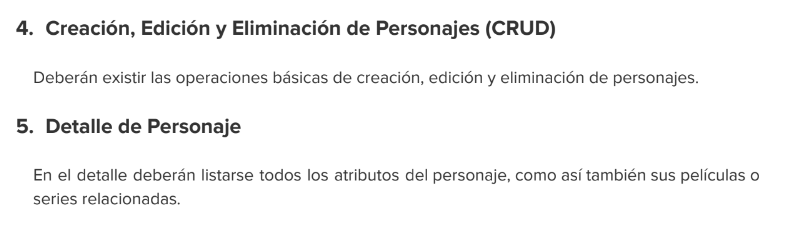 4. Creación, Edición y Eliminación de Personajes (CRUD)
Deberán existir las operaciones básicas de creación, edición y eliminación de personajes.
5. Detalle de Personaje
En el detalle deberán listarse todos los atributos del personaje, como así también sus películas o
series relacionadas.